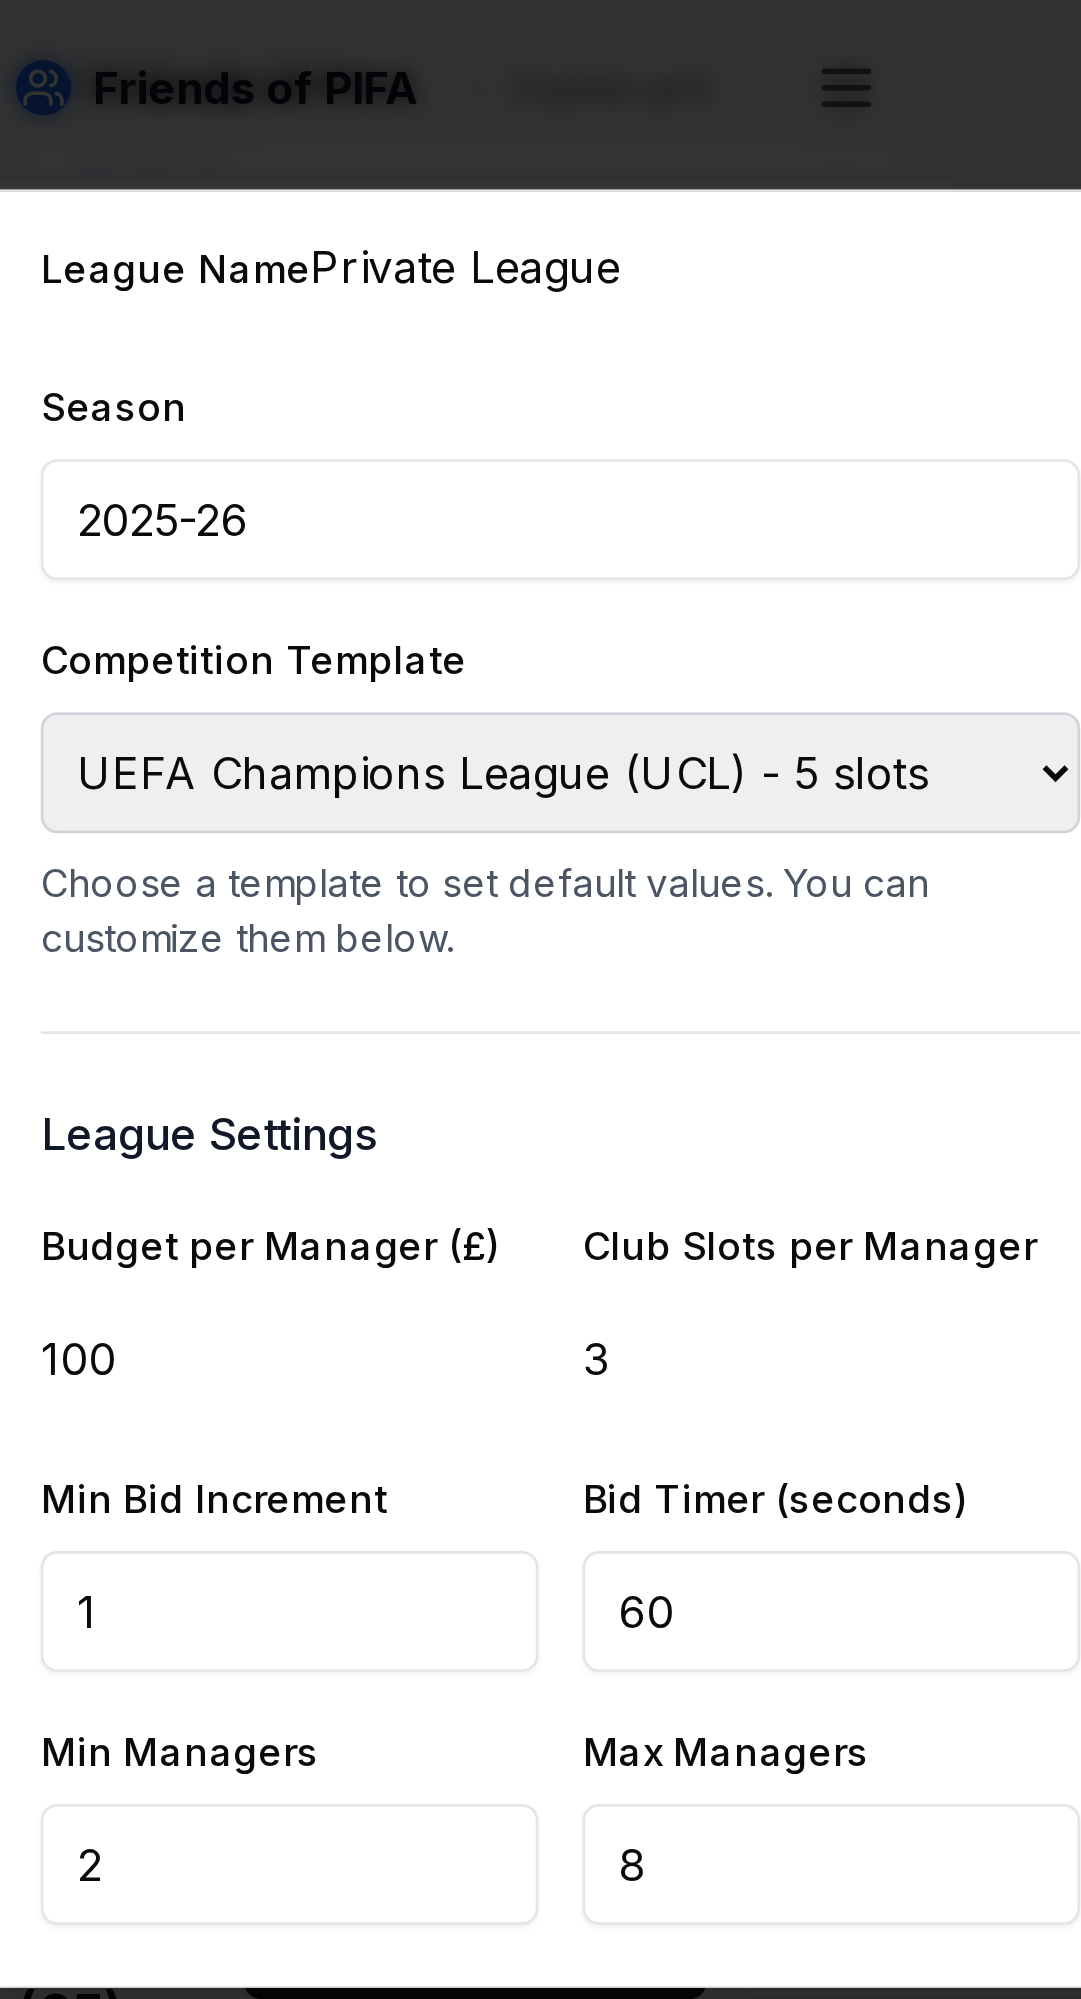 Friends of PIFA
League NamePrivate League
Season
2025-26
Competition Template
UEFA Champions League (UCL) - 5 slots
Choose a template to set default values. You can
customize them below.
League Settings
Budget per Manager (£) Club Slots per Manager
100 3
Min Bid Increment Bid Timer (seconds)
1 60
Min Managers Max Managers
2 8